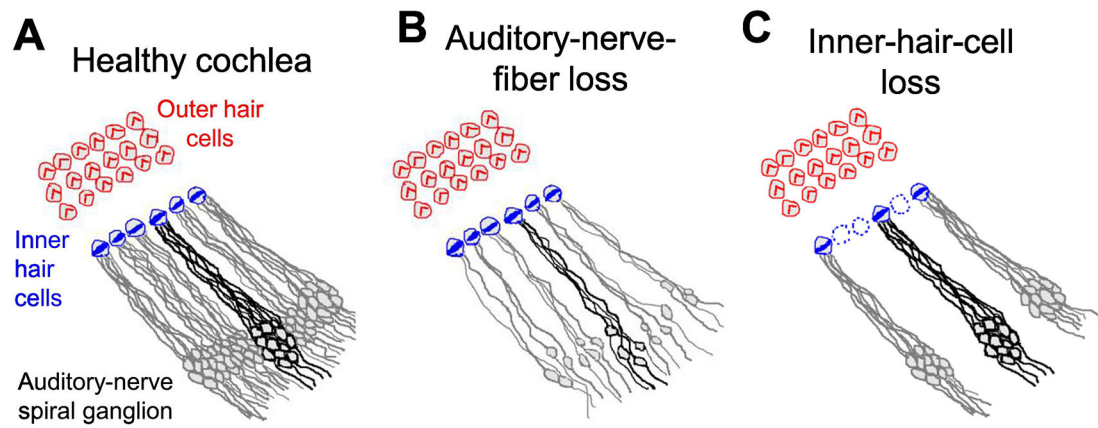 A
Healthy cochlea
Outer hair
cells
Inner
hair
cells
Auditory-nerve
spiral ganglion
B
Auditory-nerve-
fiber loss
C
Inner-hair-cell
loss